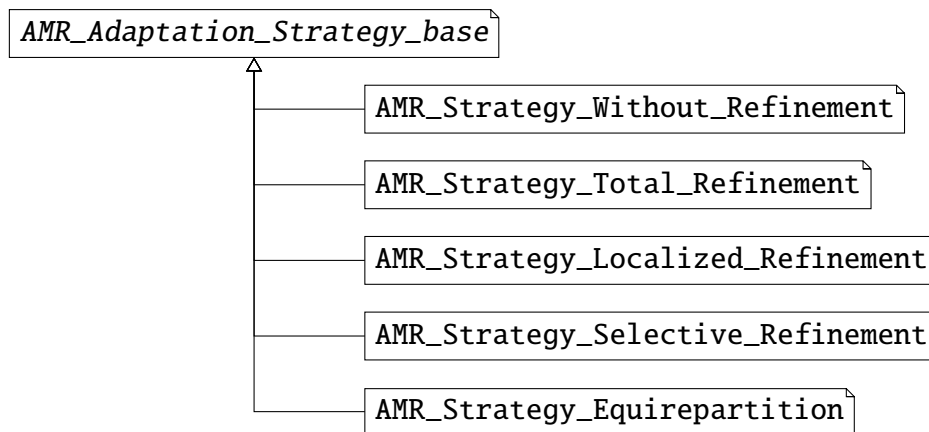 AMR_Adaptation_Strategy_base
AMR_Strategy_Without_Refinement
AMR_Strategy_Total_Refinement
AMR_Strategy_Localized_Refinement
AMR_Strategy_Selective_Refinement
AMR_Strategy_Equirepartition